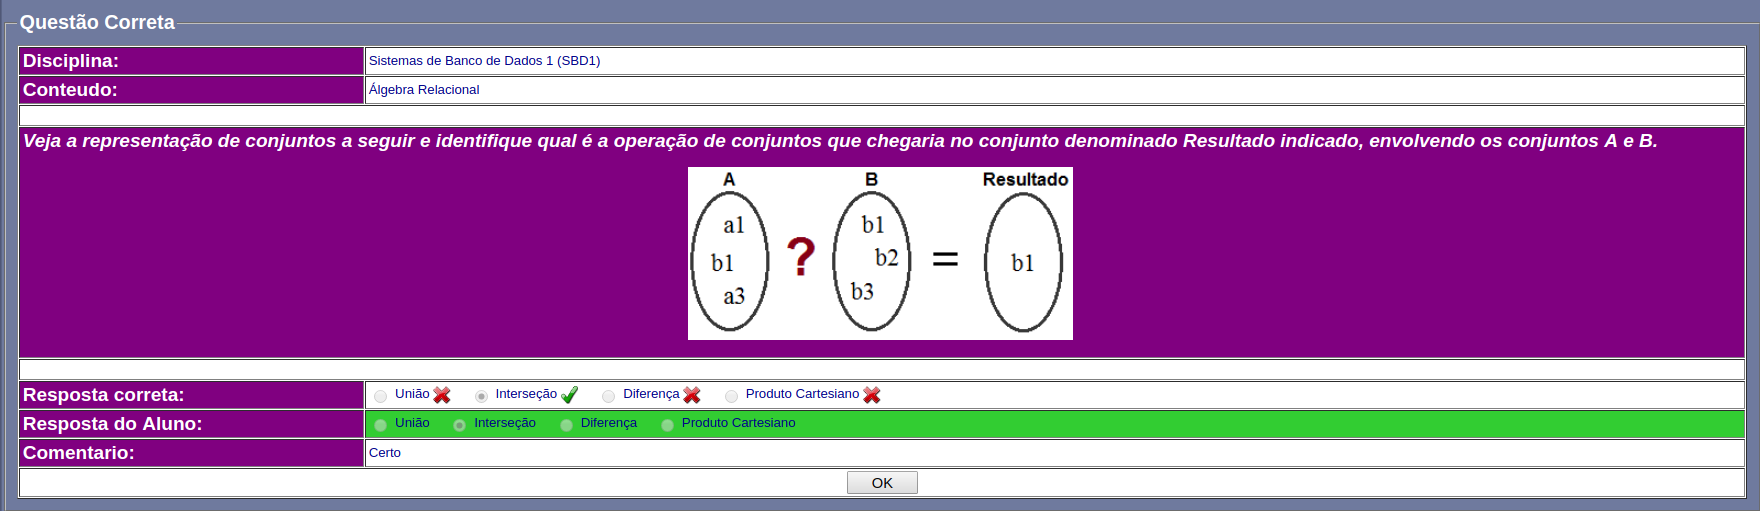 Questão Correta
Disciplina: Sistemas de Banco de Dados 1 (SBD1)
Conteudo: Álgebra Relacional
Veja a representação de conjuntos a seguir e identifique qual é a operação de conjuntos que chegaria no conjunto denominado Resultado indicado, envolvendo os conjuntos A e B.
A B Resultado
a1 b1
b1 ? b2 = b1
a3 b3
Resposta correta: União Interseção Diferença Produto Cartesiano
Resposta do Aluno: União Interseção Diferença Produto Cartesiano
Comentario: Certo
OK